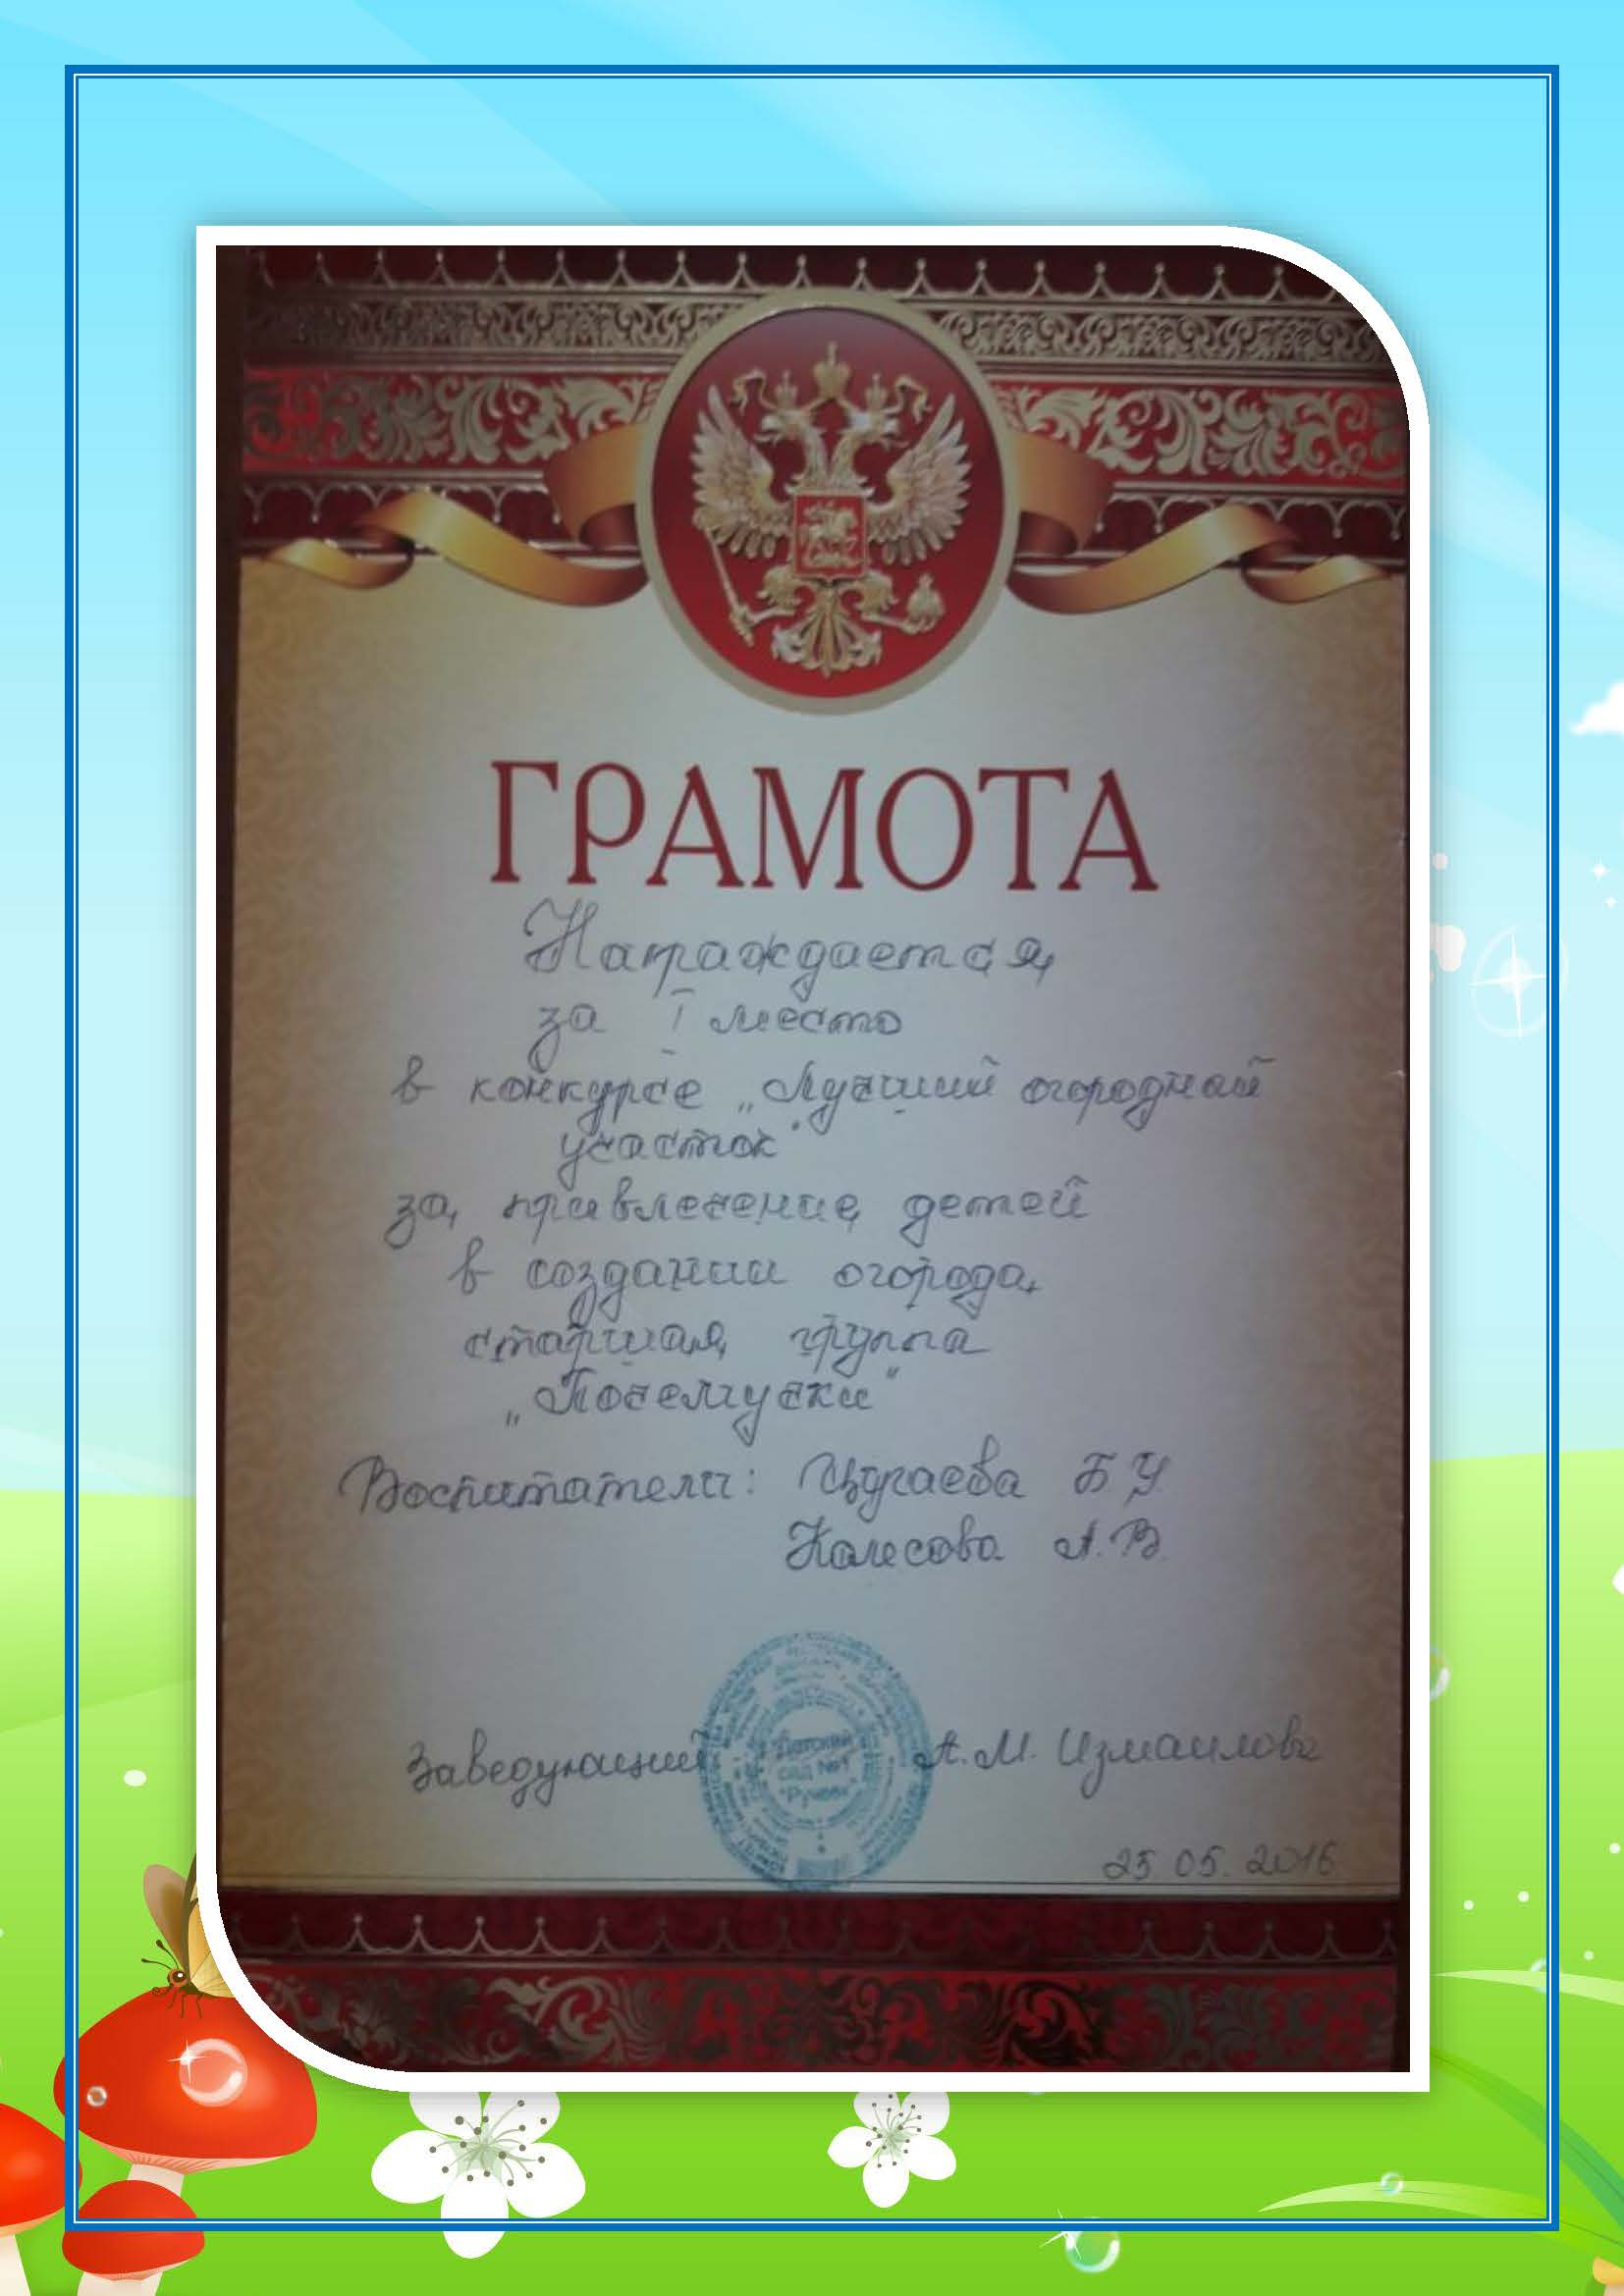 ГРАМОТА
Награждается
за I место
в конкурсе „Лучший огородный
участок"
за привлечение детей
в создании огорода
старшая группа
„Почемучки"
Воспитатели: Цугаева Б У
А.В.
Заведующий А.М. Измаилова
Детский
сад №1
25 05. 2016